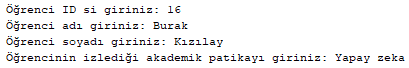 Öğrenci ID si giriniz: 16
Öğrenci adı giriniz: Burak
Öğrenci soyadı giriniz: Kızılay
Öğrencinin izlediği akademik patikayı giriniz: Yapay zeka